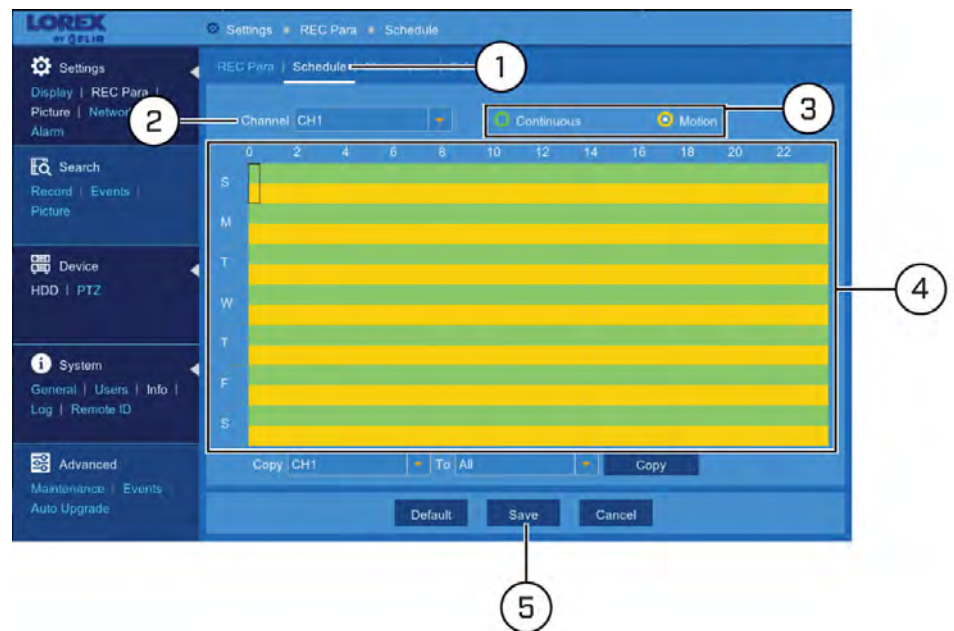 LOREX
BY FLIR
Settings REC Para Schedule
Settings
Display | REC Para |
Picture |
Alarm
REC Para | Schedule
1
2
Channel CH1
Continuous
Motion
3
0 2 4 6 8 10 12 14 16 18 20 22
S
M
T
W
T
F
S
4
Search
Record | Events |
Picture
Device
HDD | PTZ
System
General | Users | Info |
Log | Remote ID
Advanced
Maintenance | Events
Auto Upgrade
Copy CH1 To All Copy
Default Save Cancel
5